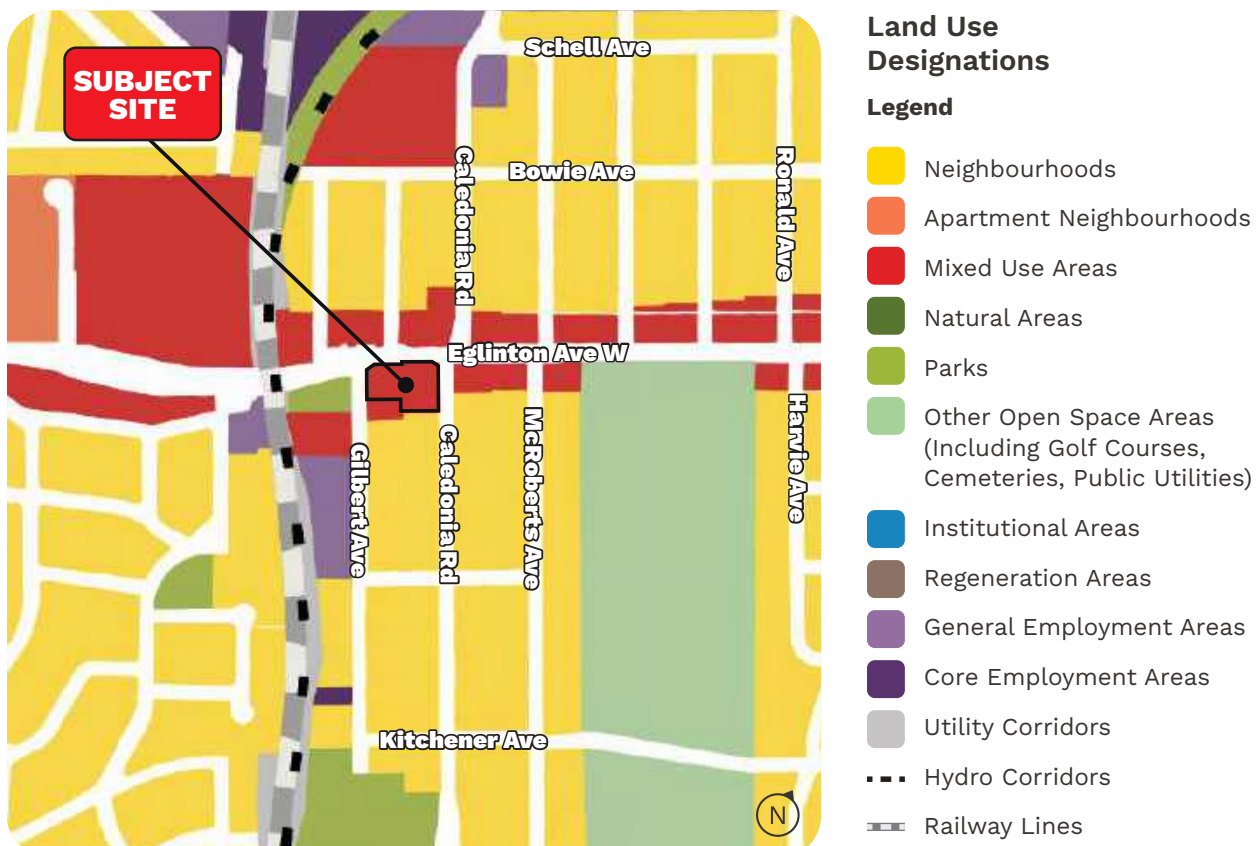 SUBJECT
SITE
Schell Ave
Bowie Ave
Caledonia Rd
Ronald Ave
Eglinton Ave W
Gilbert Ave
Caledonia Rd
McRoberts Ave
Harvie Ave
Kitchener Ave
N
Land Use
Designations
Legend
Neighbourhoods
Apartment Neighbourhoods
Mixed Use Areas
Natural Areas
Parks
Other Open Space Areas
(Including Golf Courses,
Cemeteries, Public Utilities)
Institutional Areas
Regeneration Areas
General Employment Areas
Core Employment Areas
Utility Corridors
Hydro Corridors
Railway Lines